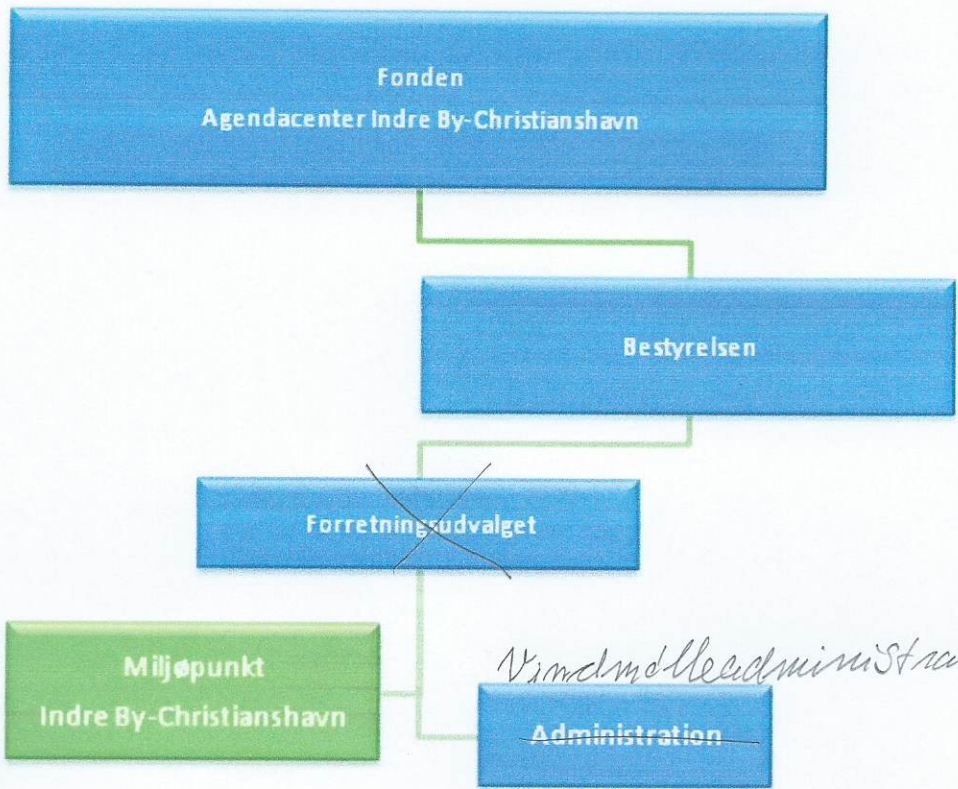 Fonden
Agendacenter Indre By-Christianshavn
Bestyrelsen
Forretningsudvalget
Miljøpunkt
Indre By-Christianshavn
Vindmølleadministra
Administration